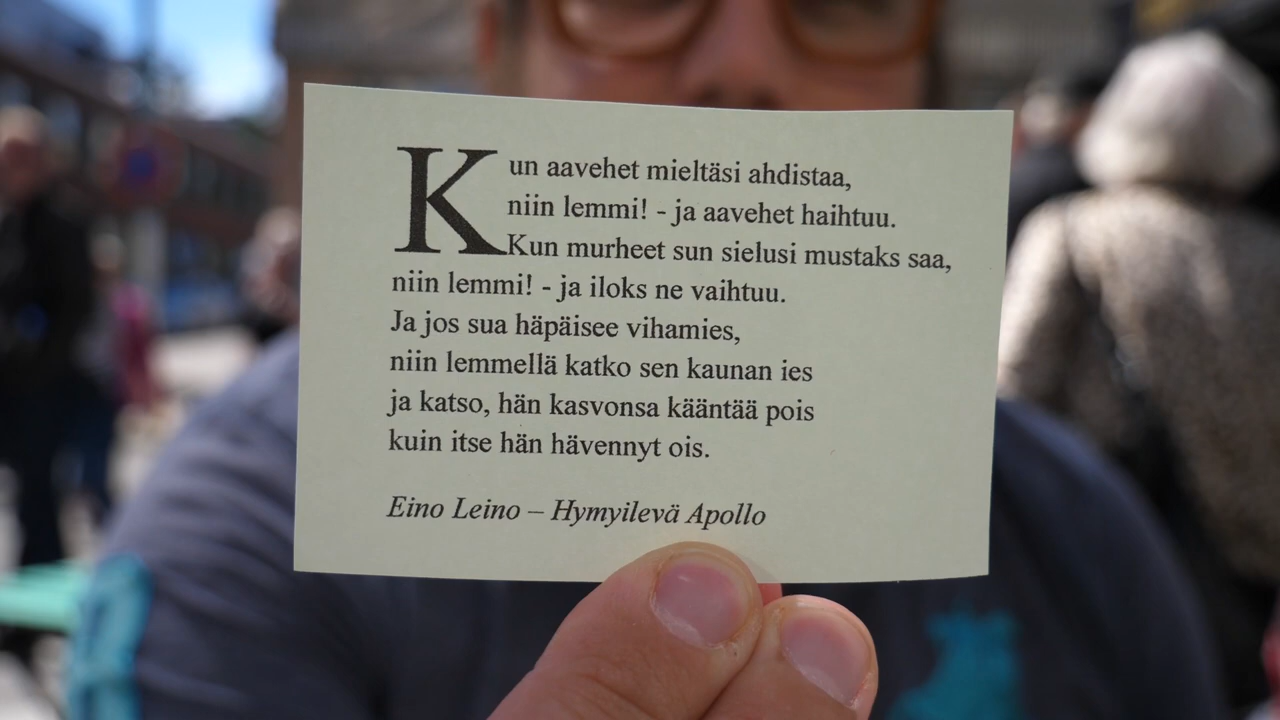 Kun aavehet mieltäsi ahdistaa,
niin lemmi! - ja aavehet haihtuu.
Kun murheet sun sielusi mustaks saa,
niin lemmi! - ja iloks ne vaihtuu.
Ja jos sua häpäisee vihamies,
niin lemmellä katko sen kaunan ies
ja katso, hän kasvonsa kääntää pois
kuin itse hän hävennyt ois.
Eino Leino – Hymyilevä Apollo